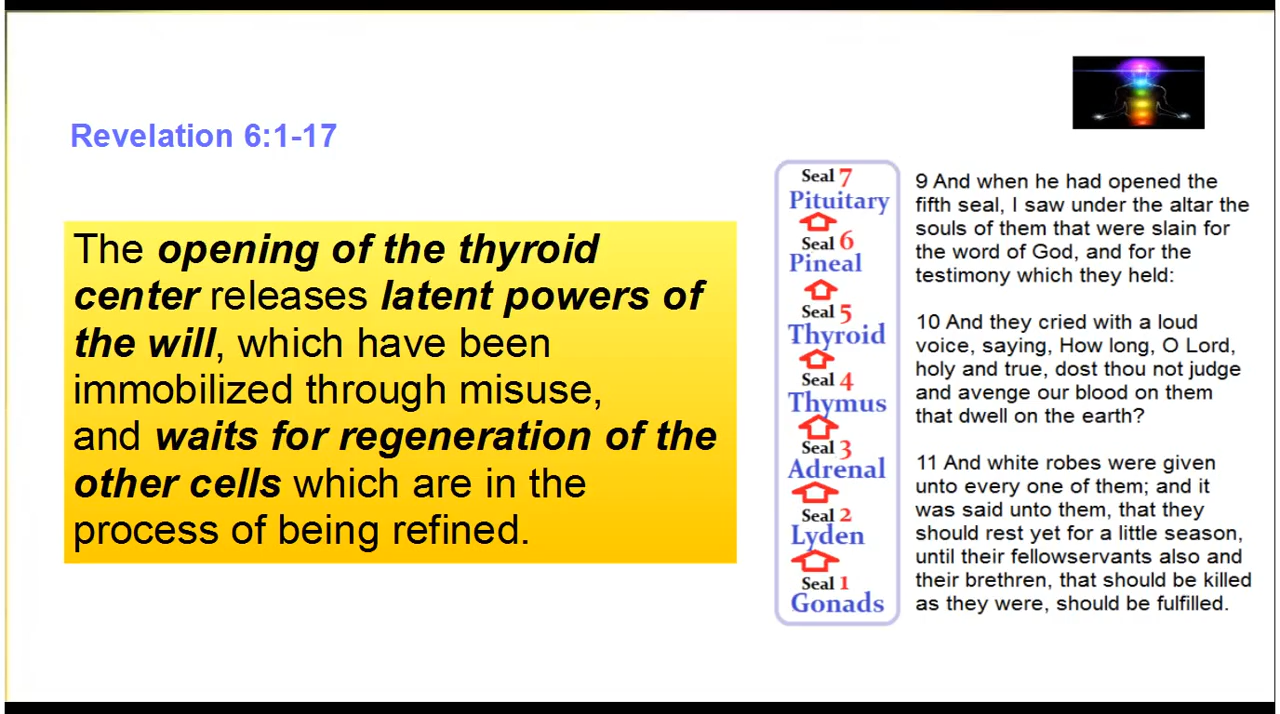 Revelation 6:1-17
The opening of the thyroid
center releases latent powers of
the will, which have been
immobilized through misuse,
and waits for regeneration of the
other cells which are in the
process of being refined.
Seal 7
Pituitary
Seal 6
Pineal
Seal 5
Thyroid
Seal 4
Thymus
Seal 3
Adrenal
Seal 2
Lyden
Seal 1
Gonads
9 And when he had opened the
fifth seal, I saw under the altar the
souls of them that were slain for
the word of God, and for the
testimony which they held:
10 And they cried with a loud
voice, saying, How long, O Lord,
holy and true, dost thou not judge
and avenge our blood on them
that dwell on the earth?
11 And white robes were given
unto every one of them; and it
was said unto them, that they
should rest yet for a little season,
until their fellowservants also and
their brethren, that should be killed
as they were, should be fulfilled.